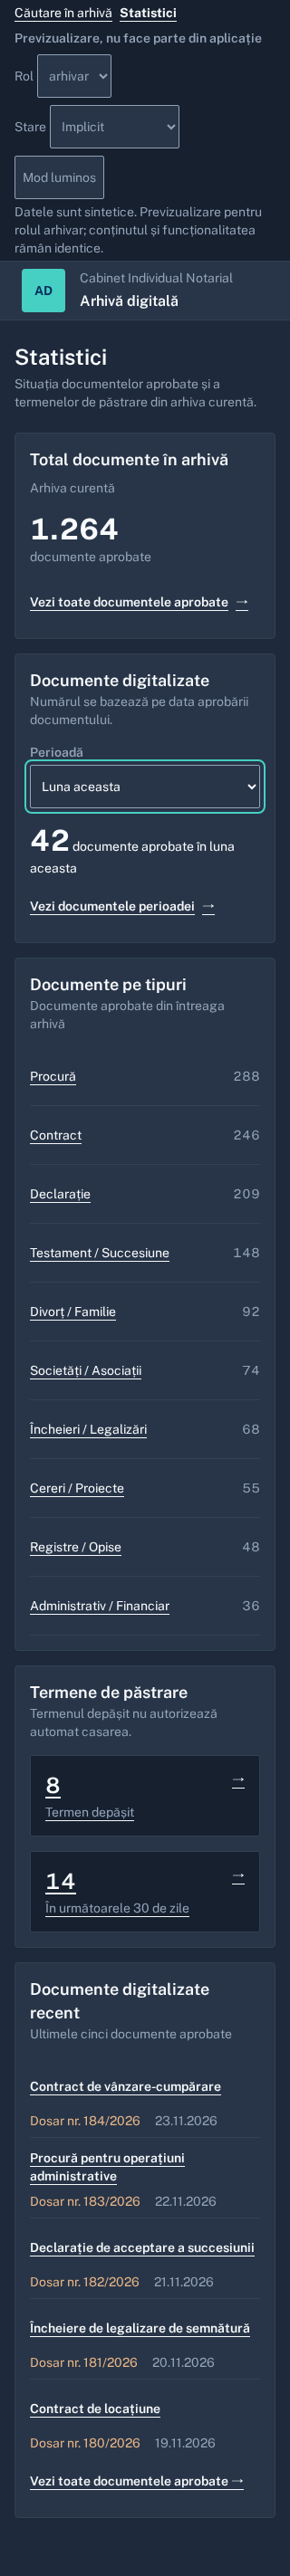 Căutare în arhivă Statistici
Previzualizare, nu face parte din aplicație
Rol arhivar
Stare Implicit
Mod luminos
Datele sunt sintetice. Previzualizare pentru
rolul arhivar; conținutul și funcționalitatea
rămân identice.
AD
Cabinet Individual Notarial
Arhivă digitală
Statistici
Situația documentelor aprobate și a
termenelor de păstrare din arhiva curentă.
Total documente în arhivă
Arhiva curentă
1.264
documente aprobate
Vezi toate documentele aprobate →
Documente digitalizate
Numărul se bazează pe data aprobării
documentului.
Perioadă
Luna aceasta
42 documente aprobate în luna
aceasta
Vezi documentele perioadei →
Documente pe tipuri
Documente aprobate din întreaga
arhivă
Procură 288
Contract 246
Declarație 209
Testament / Succesiune 148
Divorț / Familie 92
Societăți / Asociații 74
Încheieri / Legalizări 68
Cereri / Proiecte 55
Registre / Opise 48
Administrativ / Financiar 36
Termene de păstrare
Termenul depășit nu autorizează
automat casarea.
8 →
Termen depășit
14 →
În următoarele 30 de zile
Documente digitalizate
recent
Ultimele cinci documente aprobate
Contract de vânzare-cumpărare
Dosar nr. 184/2026 23.11.2026
Procură pentru operațiuni
administrative
Dosar nr. 183/2026 22.11.2026
Declarație de acceptare a succesiunii
Dosar nr. 182/2026 21.11.2026
Încheiere de legalizare de semnătură
Dosar nr. 181/2026 20.11.2026
Contract de locațiune
Dosar nr. 180/2026 19.11.2026
Vezi toate documentele aprobate →